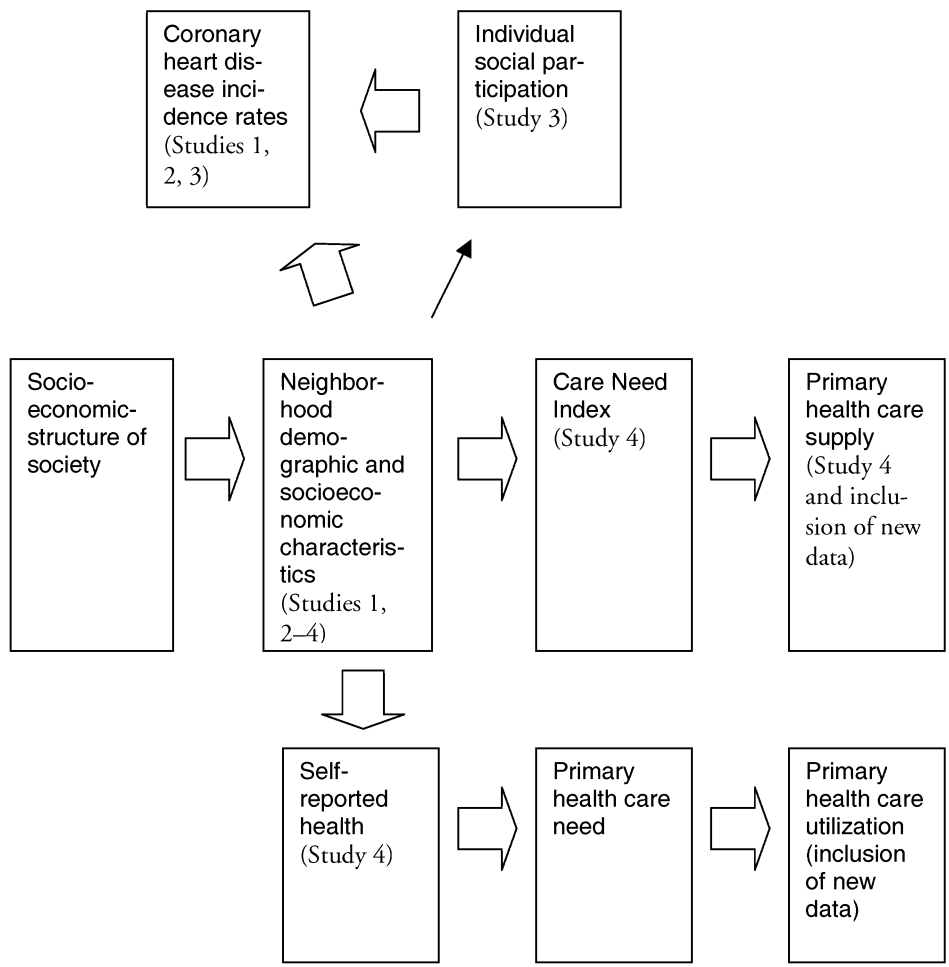 Coronary
heart dis-
ease inci-
dence rates
(Studies 1,
2, 3)
Individual
social par-
ticipation
(Study 3)
Socio-
economic-
structure of
society
Neighbor-
hood
demo-
graphic and
socioeco-
nomic
characteris-
tics
(Studies 1,
2–4)
Care Need
Index
(Study 4)
Primary
health care
supply
(Study 4
and inclu-
sion of new
data)
Self-
reported
health
(Study 4)
Primary
health care
need
Primary
health care
utilization
(inclusion
of new
data)